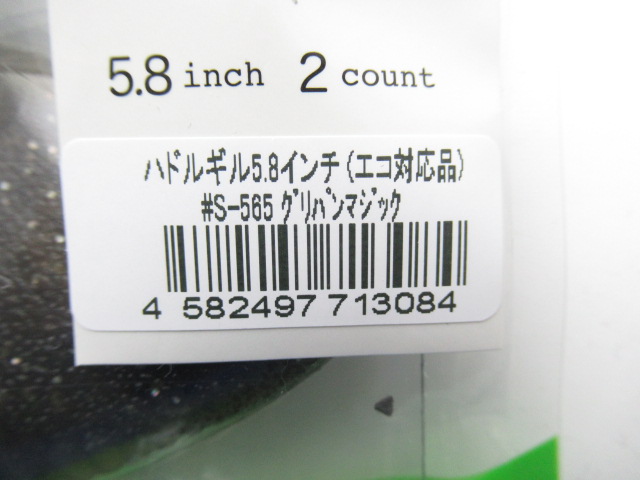 5.8 inch 2 count
ﾊﾄﾞﾙｷﾞﾙ5.8インチ(エコ対応品)
#S-565 ｸﾞﾘﾊﾟﾝﾏｼﾞｯｸ
4 582497 713084